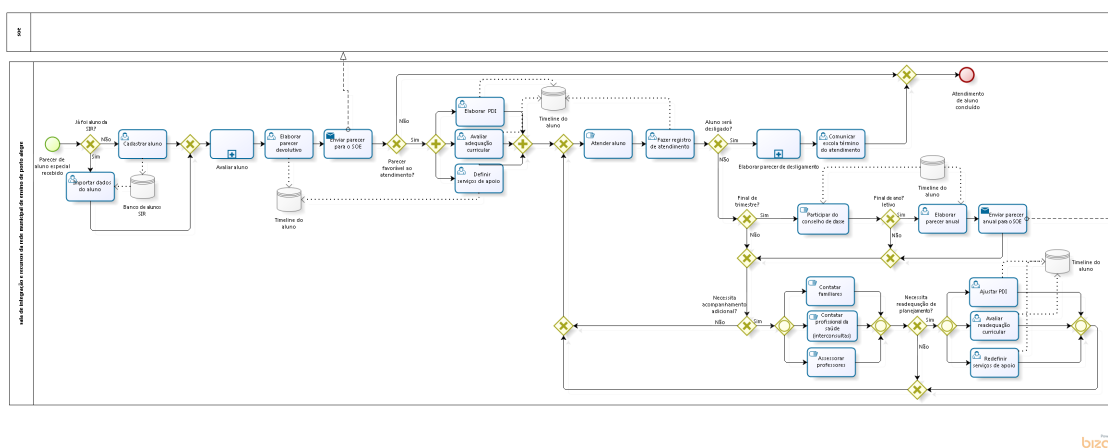 SOE
sala de integração e recursos da rede municipal de ensino de porto alegre
Parecer de
aluno especial
recebido
Já foi aluno da
SIR?
Não
Sim
Cadastrar aluno
Importar dados
do aluno
Banco de alunos
SIR
Avaliar aluno
Elaborar
parecer
devolutivo
Timeline do
aluno
Enviar parecer
para o SOE
Parecer
favorável ao
atendimento?
Não
Sim
Elaborar PDI
Avaliar
adequação
curricular
Definir
serviços de apoio
Timeline do
aluno
Atender aluno
Fazer registro
de atendimento
Aluno será
desligado?
Sim
Não
Elaborar parecer de desligamento
Comunicar
escola término
do atendimento
Atendimento
de aluno
concluído
Final de
trimestre?
Sim
Não
Participar do
conselho de classe
Timeline do
aluno
Final de ano?
letivo
Sim
Não
Elaborar
parecer anual
Enviar parecer
anual para o SOE
Necessita
acompanhamento
adicional?
Não
Sim
Contatar
familiares
Contatar
profissional da
saúde
(interconsultas)
Assessorar
professores
Necessita
readequação de
planejamento?
Sim
Não
Ajustar PDI
Avaliar
readequação
curricular
Redefinir
serviços de apoio
Timeline do
aluno